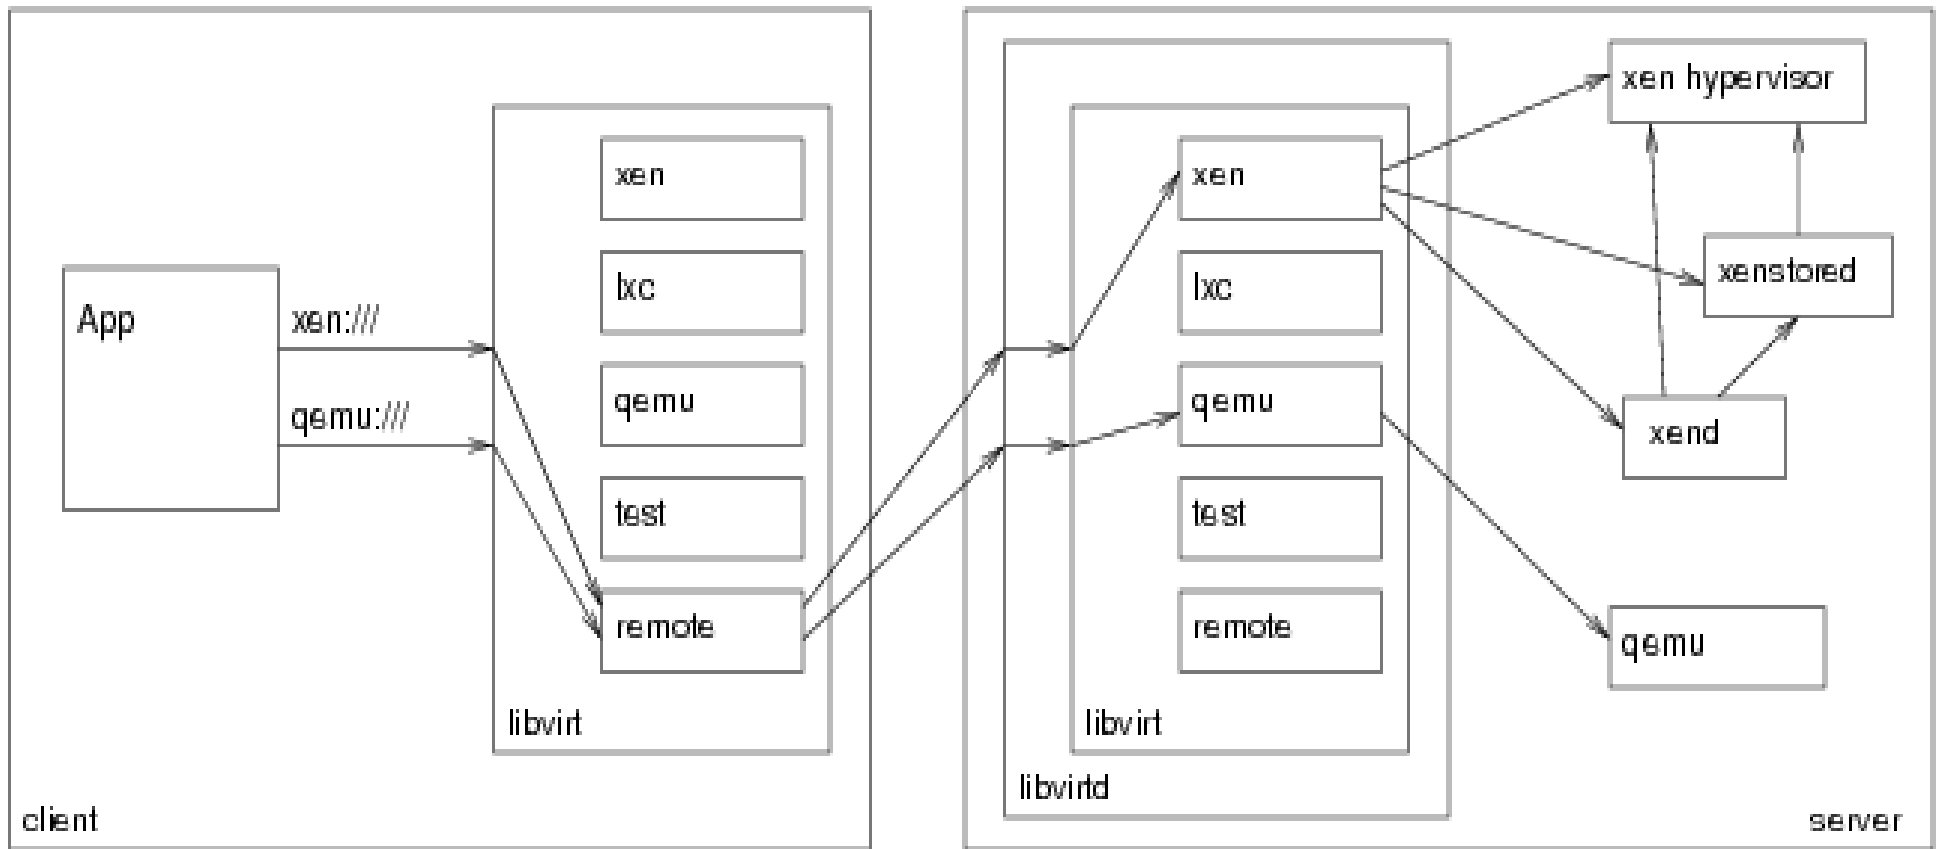 App
xen:///
qemu:///
xen
lxc
qemu
test
remote
libvirt
client
xen
lxc
qemu
test
remote
libvirt
libvirtd
xen hypervisor
xenstored
xend
qemu
server